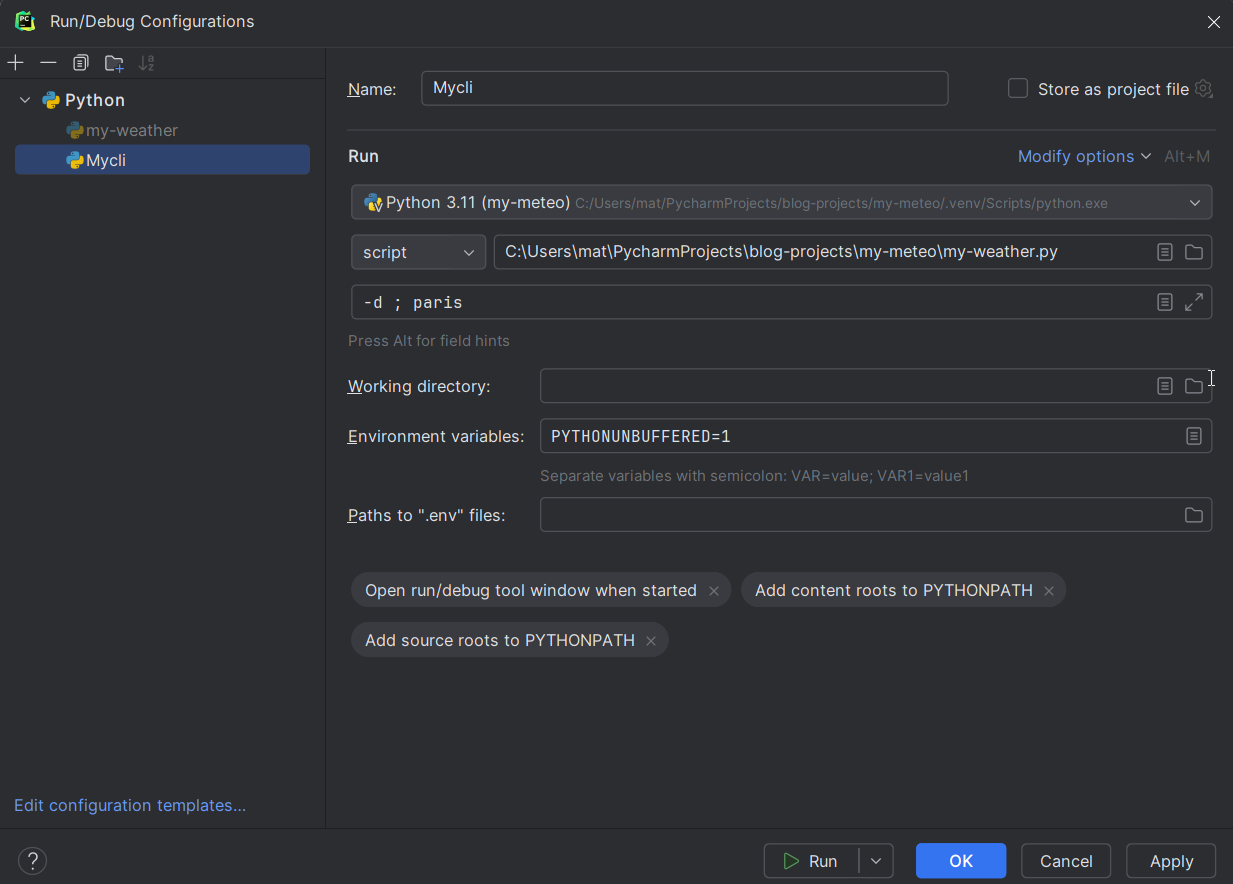 Run/Debug Configurations
Python
my-weather
Mycli
Edit configuration templates...
Name:
Mycli
Store as project file
Run
Modify options
Alt+M
Python 3.11 (my-meteo) C:/Users/mat/PycharmProjects/blog-projects/my-meteo/.venv/Scripts/python.exe
script
C:\Users\mat\PycharmProjects\blog-projects\my-meteo\my-weather.py
-d ; paris
Press Alt for field hints
Working directory:
Environment variables:
PYTHONUNBUFFERED=1
Separate variables with semicolon: VAR=value; VAR1=value1
Paths to ".env" files:
Open run/debug tool window when started
Add content roots to PYTHONPATH
Add source roots to PYTHONPATH
?
Run
OK
Cancel
Apply